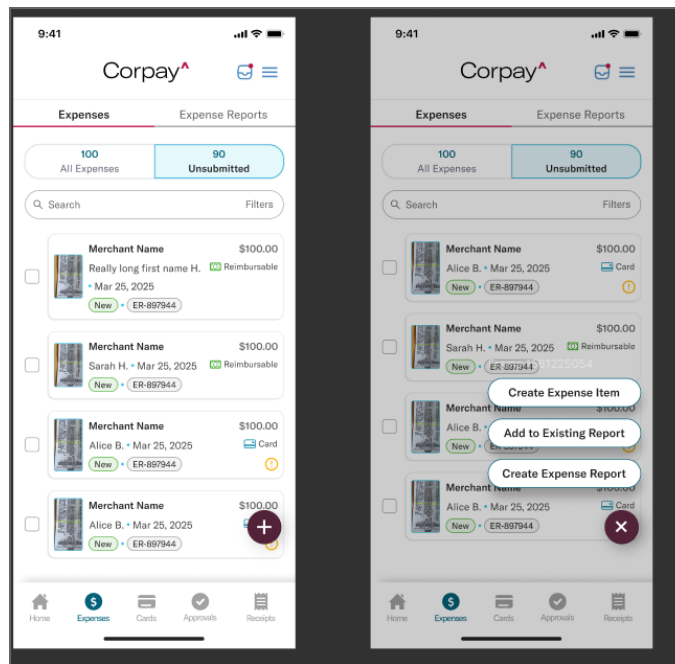 9:41
Corpay^
Expenses Expense Reports
100 90
All Expenses Unsubmitted
Search Filters
Merchant Name $100.00
Really long first name H. Reimbursable
• Mar 25, 2025
New • ER-897944
Merchant Name $100.00
Sarah H. • Mar 25, 2025 Reimbursable
New • ER-897944
Merchant Name $100.00
Alice B. • Mar 25, 2025 Card
New • ER-897944
Merchant Name $100.00
Alice B. • Mar 25, 2025
New • ER-897944
+
Home Expenses Cards Approvals Receipts
9:41
Corpay^
Expenses Expense Reports
100 90
All Expenses Unsubmitted
Search Filters
Merchant Name $100.00
Alice B. • Mar 25, 2025 Card
New • ER-897944
Merchant Name $100.00
Sarah H. • Mar 25, 2025 Reimbursable
New • ER-897944
Create Expense Item
Merchant Name $100.00
Alice B. •
Add to Existing Report
New •
Create Expense Report
Merchant Name $100.00
Alice B. • Mar 25, 2025 Card
New • ER-897944
Home Expenses Cards Approvals Receipts